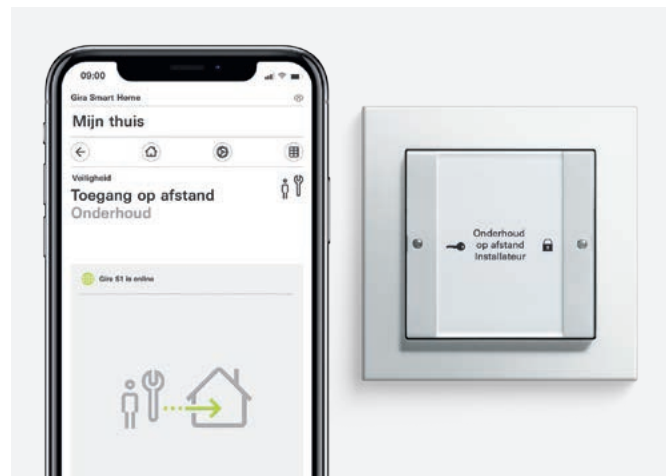 09:00
Gira Smart Home
Mijn thuis
Veiligheid
Toegang op afstand
Onderhoud
Gira S1 is online
Onderhoud
op afstand
Installateur